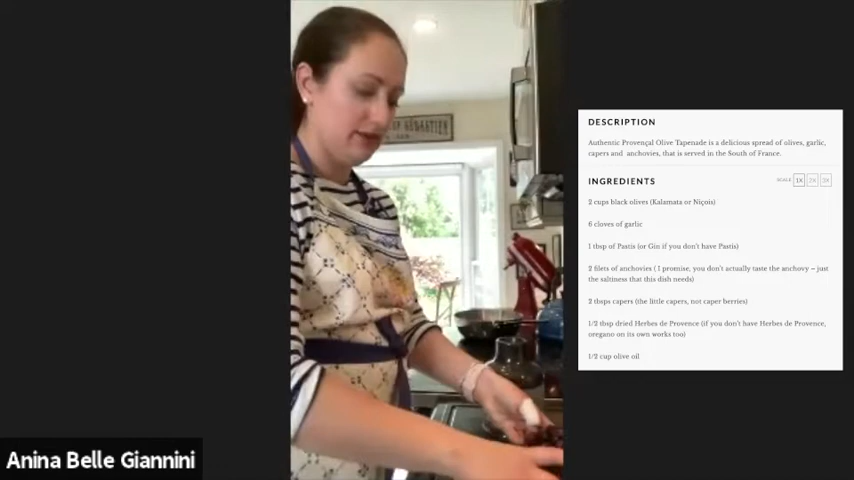 SÉBASTIEN
DESCRIPTION
Authentic Provençal Olive Tapenade is a delicious spread of olives, garlic,
capers and anchovies, that is served in the South of France.
INGREDIENTS
SCALE 1X 2X 3X
2 cups black olives (Kalamata or Niçois)
6 cloves of garlic
1 tbsp of Pastis (or Gin if you don't have Pastis)
2 filets of anchovies ( I promise, you don't actually taste the anchovy – just
the saltiness that this dish needs)
2 tbsps capers (the little capers, not caper berries)
1/2 tbsp dried Herbes de Provence (if you don't have Herbes de Provence,
oregano on its own works too)
1/2 cup olive oil
Anina Belle Giannini